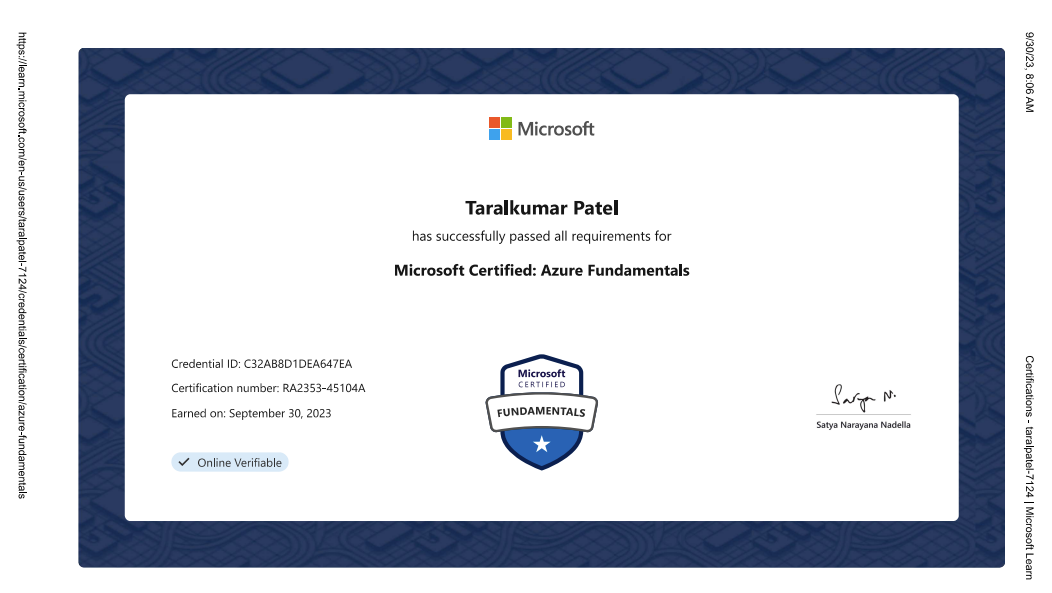 9/30/23, 8:06 AM
Certifications - taralpatel-7124 | Microsoft Learn
Microsoft
Taralkumar Patel
has successfully passed all requirements for
Microsoft Certified: Azure Fundamentals
Credential ID: C32AB8D1DEA647EA
Certification number: RA2353-45104A
Earned on: September 30, 2023
Online Verifiable
Microsoft
CERTIFIED
FUNDAMENTALS
Satya N.
Satya Narayana Nadella
https://learn.microsoft.com/en-us/users/taralpatel-7124/credentials/certification/azure-fundamentals